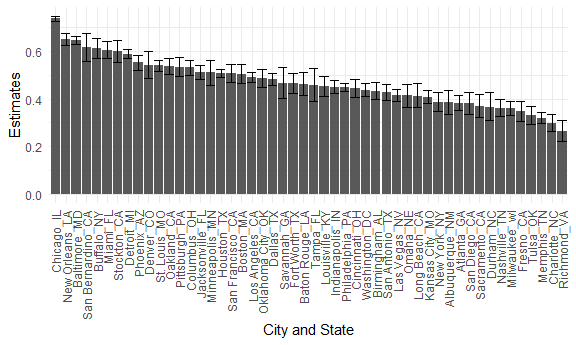 Estimates
0.6
0.4
0.2
0.0
Chicago_IL
New Orleans_LA
Baltimore_MD
San Bernardino_CA
Buffalo_NY
Miami_FL
Stockton_CA
Detroit_MI
Phoenix_AZ
Denver_CO
St. Louis_MO
Oakland_CA
Pittsburgh_PA
Columbus_OH
Jacksonville_FL
Minneapolis_MN
Houston_TX
San Francisco_CA
Boston_MA
Los Angeles_CA
Oklahoma City_OK
Dallas_TX
Savannah_GA
Fort Worth_TX
Baton Rouge_LA
Tampa_FL
Louisville_KY
Indianapolis_IN
Philadelphia_PA
Cincinnati_OH
Washington_DC
Birmingham_AL
San Antonio_TX
Las Vegas_NV
Omaha_NE
Long Beach_CA
Kansas City_MO
New York_NY
Albuquerque_NM
Atlanta_GA
San Diego_CA
Sacramento_CA
Durham_NC
Nashville_TN
Milwaukee_wI
Fresno_CA
Tulsa_OK
Memphis_TN
Charlotte_NC
Richmond_VA
City and State